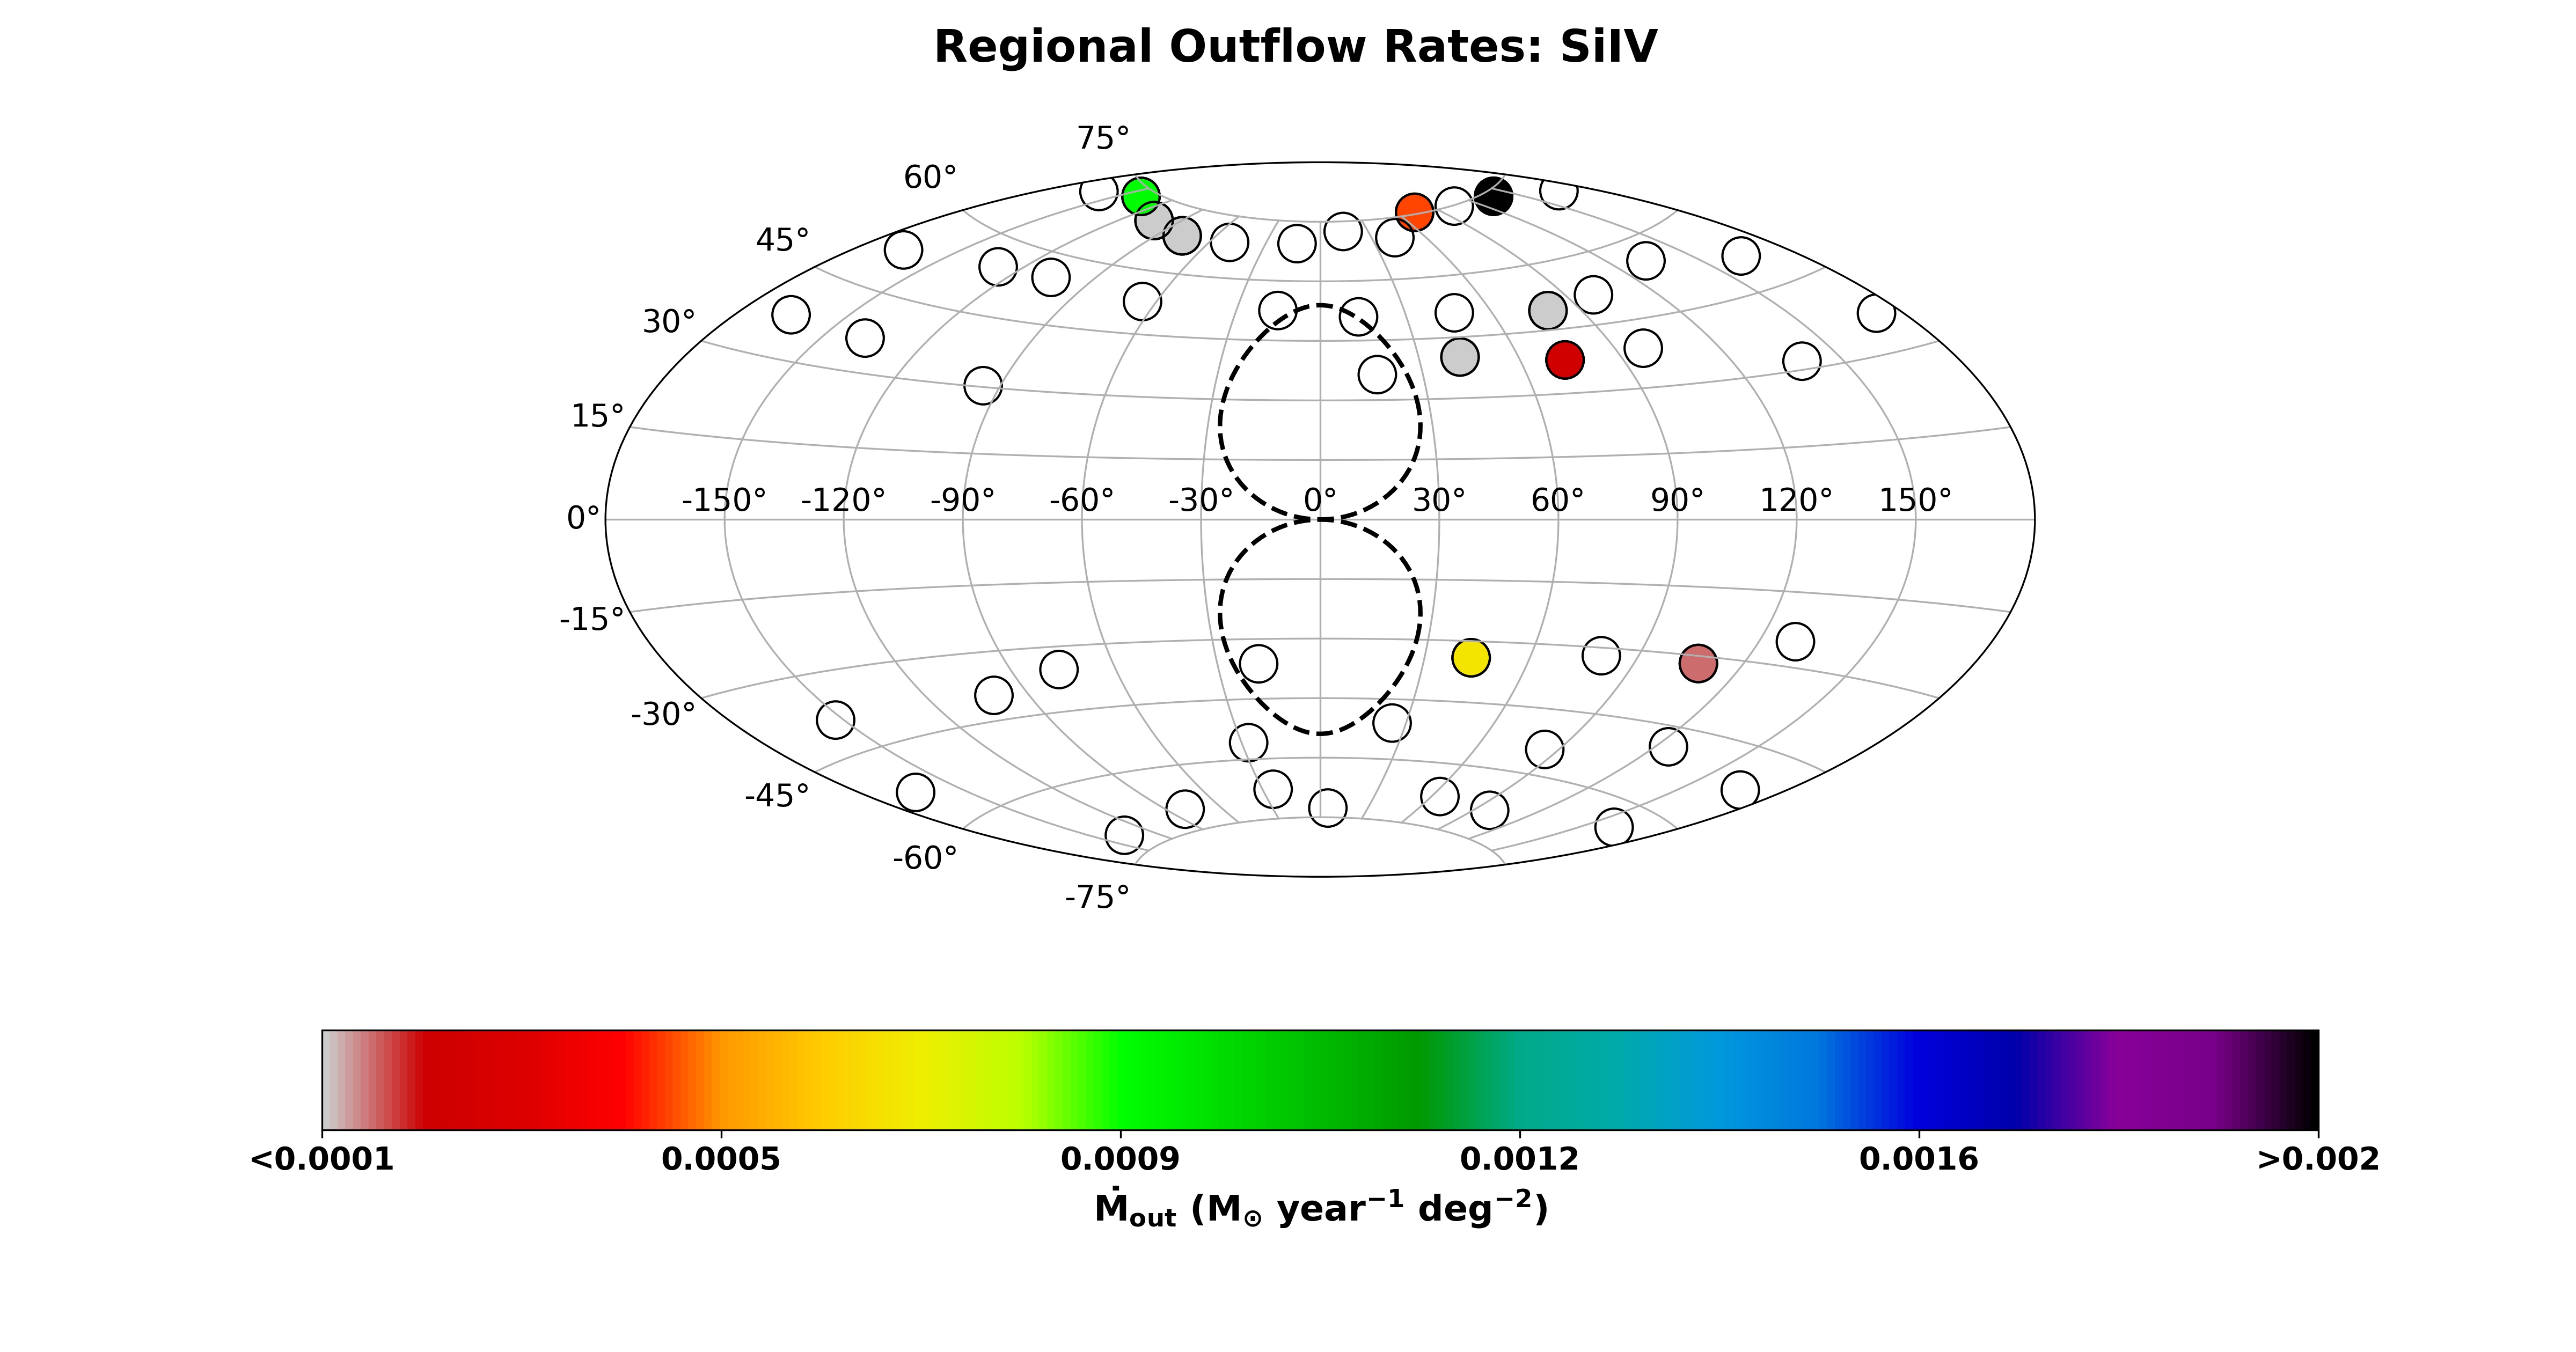 Regional Outflow Rates: SiIV
75°
60°
45°
30°
15°
-150° -120° -90° -60° -30° 0° 30° 60° 90° 120° 150°
0°
-15°
-30°
-45°
-60°
-75°
<0.0001 0.0005 0.0009 0.0012 0.0016 >0.002
Ṁout (M⊙ year⁻¹ deg⁻²)